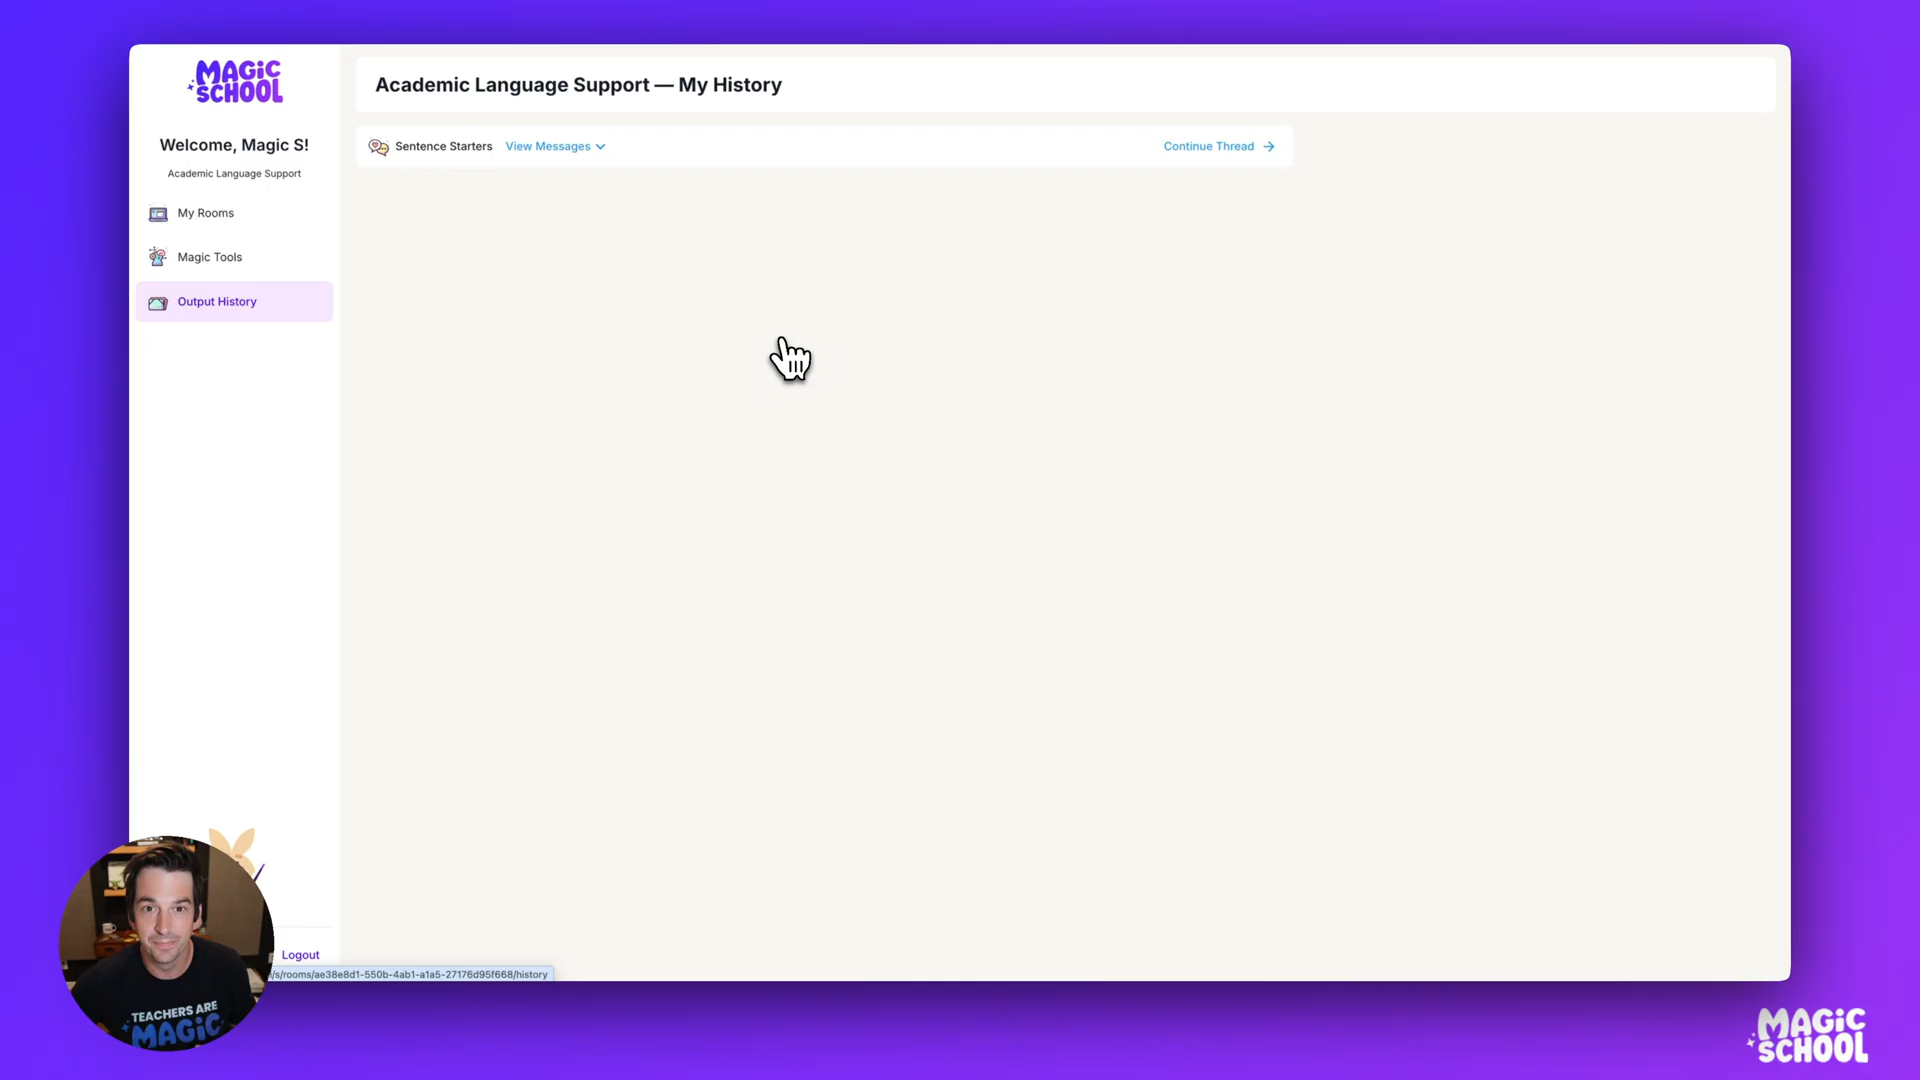 MAGiC
SCHOOL
Welcome, Magic S!
Academic Language Support
My Rooms
Magic Tools
Output History
Logout
Academic Language Support — My History
Sentence Starters
View Messages
Continue Thread
/s/rooms/ae38e8d1-550b-4ab1-a1a5-27176d95f668/history
TEACHERS ARE
MAGiC
MAGiC
SCHOOL